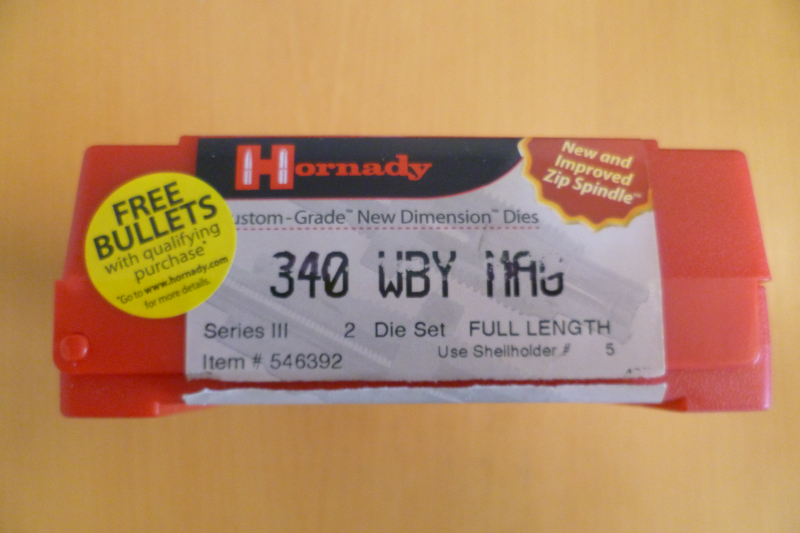 Hornady
New and
Improved
Zip Spindle™
FREE
BULLETS
with qualifying
purchase*
*Go to www.hornady.com
for more details.
ustom-Grade™ New Dimension™ Dies
340 WBY MAG
Series III 2 Die Set FULL LENGTH
Item # 546392 Use Shellholder # 5